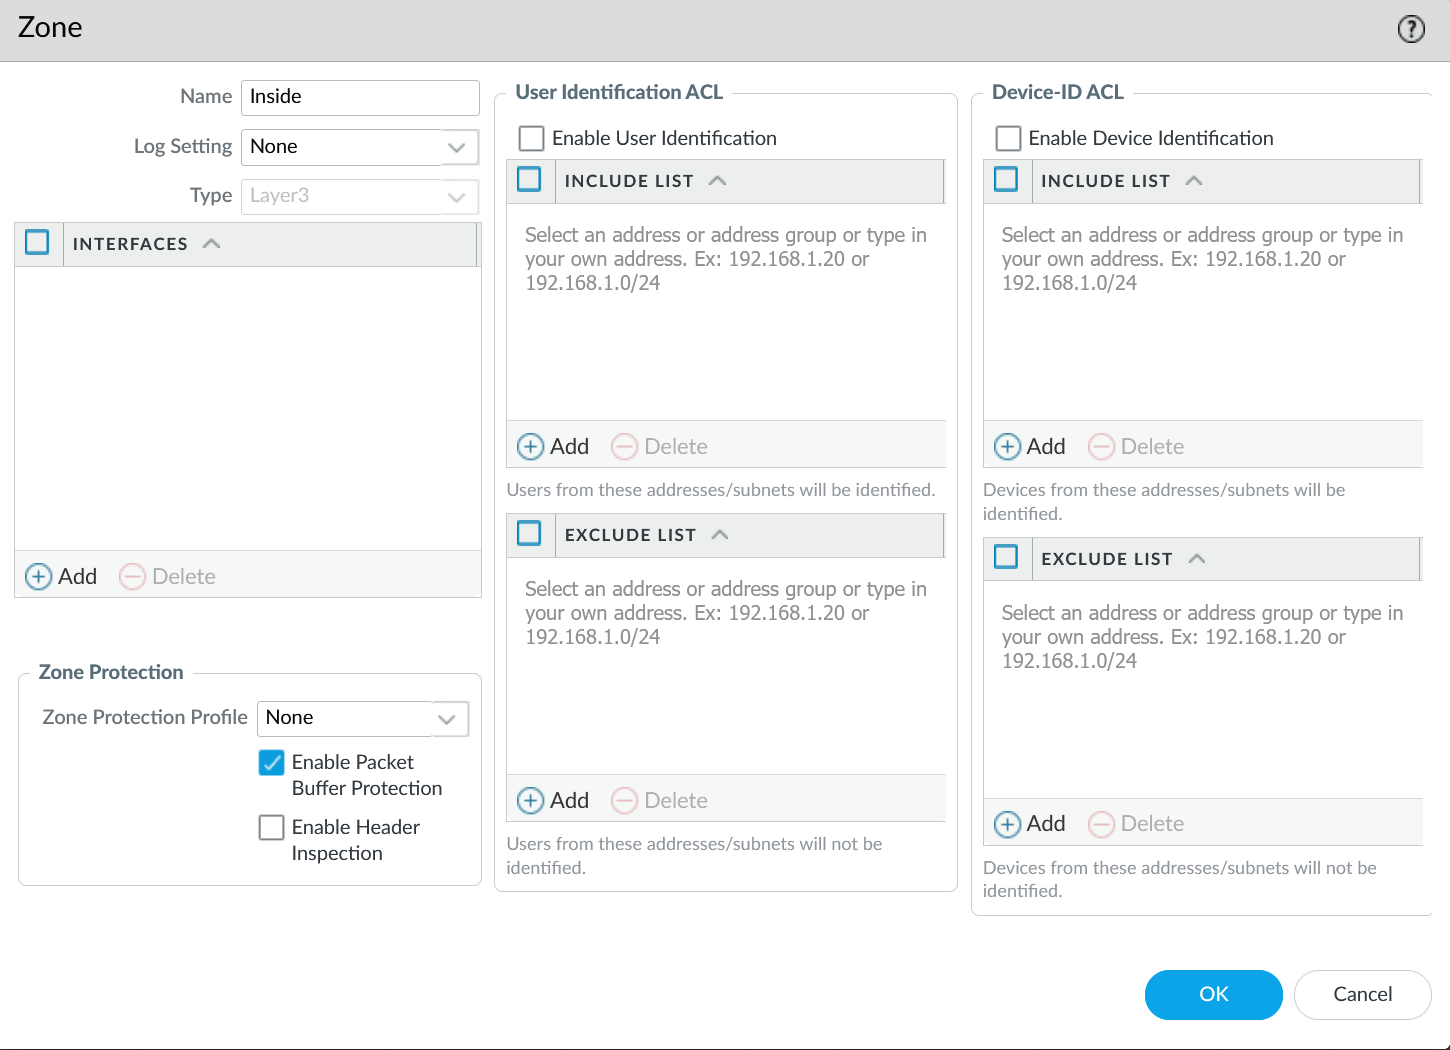 Zone
Name Inside
Log Setting None
Type Layer3
INTERFACES
Add Delete
Zone Protection
Zone Protection Profile None
Enable Packet
Buffer Protection
Enable Header
Inspection
User Identification ACL
Enable User Identification
INCLUDE LIST
Select an address or address group or type in
your own address. Ex: 192.168.1.20 or
192.168.1.0/24
Add Delete
Users from these addresses/subnets will be identified.
EXCLUDE LIST
Select an address or address group or type in
your own address. Ex: 192.168.1.20 or
192.168.1.0/24
Add Delete
Users from these addresses/subnets will not be
identified.
Device-ID ACL
Enable Device Identification
INCLUDE LIST
Select an address or address group or type in
your own address. Ex: 192.168.1.20 or
192.168.1.0/24
Add Delete
Devices from these addresses/subnets will be
identified.
EXCLUDE LIST
Select an address or address group or type in
your own address. Ex: 192.168.1.20 or
192.168.1.0/24
Add Delete
Devices from these addresses/subnets will not be
identified.
OK Cancel